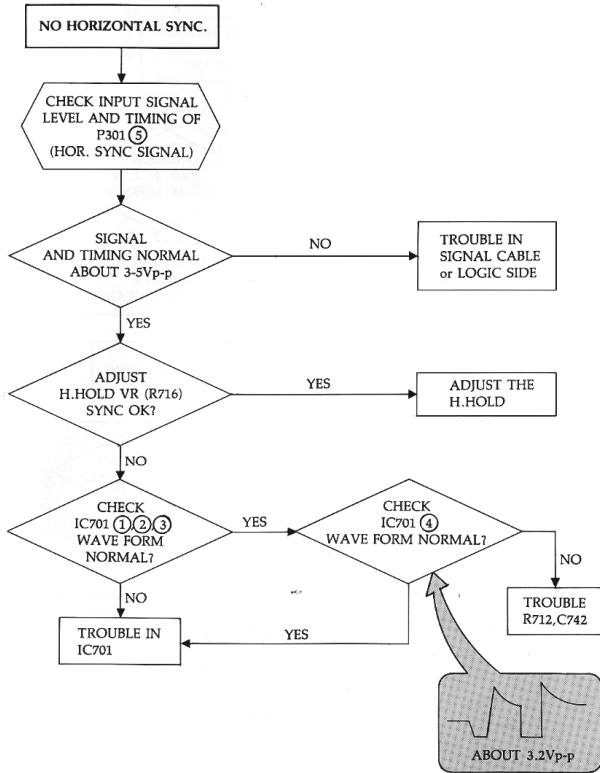 NO HORIZONTAL SYNC.
CHECK INPUT SIGNAL
LEVEL AND TIMING OF
P301 ⑤
(HOR. SYNC SIGNAL)
SIGNAL
AND TIMING NORMAL
ABOUT 3-5Vp-p
NO
TROUBLE IN
SIGNAL CABLE
or LOGIC SIDE
YES
ADJUST
H.HOLD VR (R716)
SYNC OK?
YES
ADJUST THE
H.HOLD
NO
CHECK
IC701 ①,②,③
WAVE FORM
NORMAL?
YES
CHECK
IC701 ④
WAVE FORM NORMAL?
NO
TROUBLE
R712,C742
NO
TROUBLE IN
IC701
YES
ABOUT 3.2Vp-p